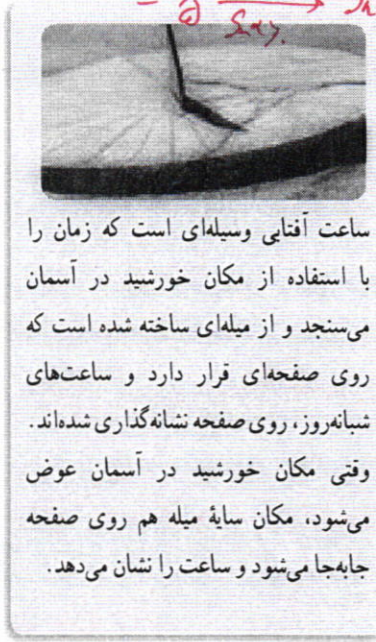 ساعت آفتابی وسیله‌ای است که زمان را
با استفاده از مکان خورشید در آسمان
می‌سنجد و از میله‌ای ساخته شده است که
روی صفحه‌ای قرار دارد و ساعت‌های
شبانه‌روز، روی صفحه نشانه‌گذاری شده‌اند.
وقتی مکان خورشید در آسمان عوض
می‌شود، مکان سایهٔ میله هم روی صفحه
جابه‌جا می‌شود و ساعت را نشان می‌دهد.